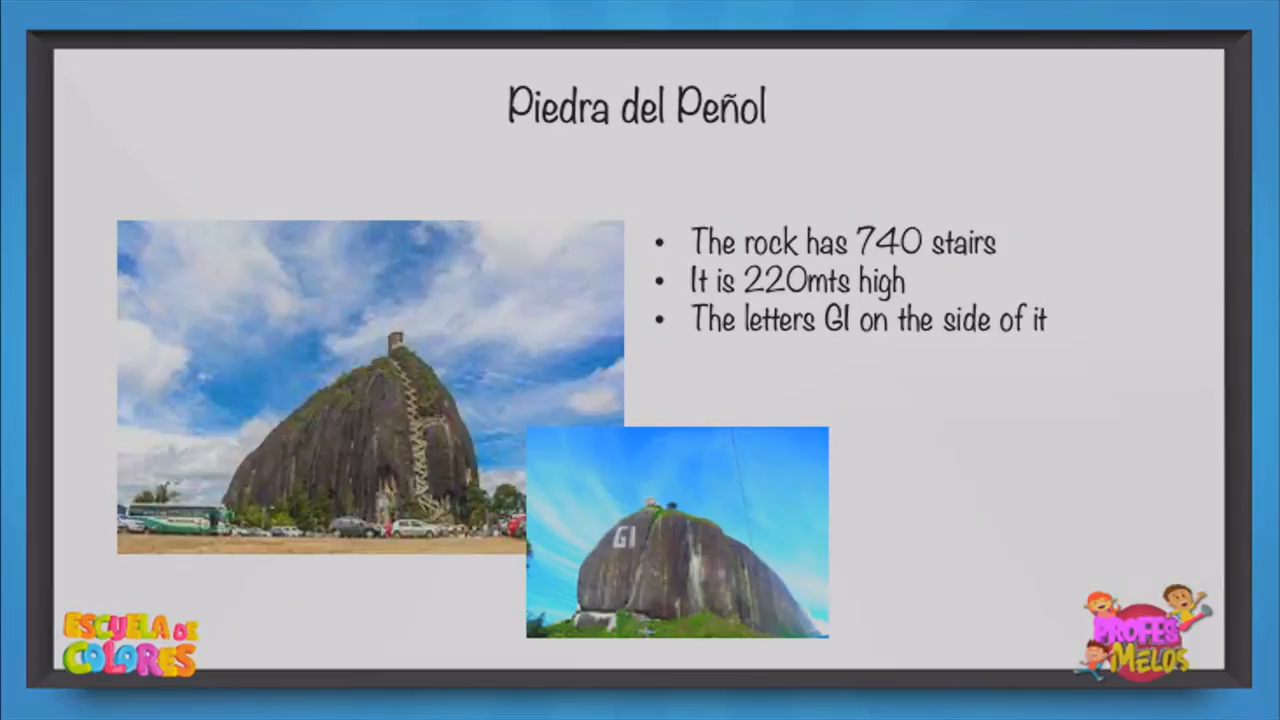 Piedra del Peñol
• The rock has 740 stairs
• It is 220mts high
• The letters GI on the side of it
GI
ESCUELA DE
COLORES
PROFES
MELOS